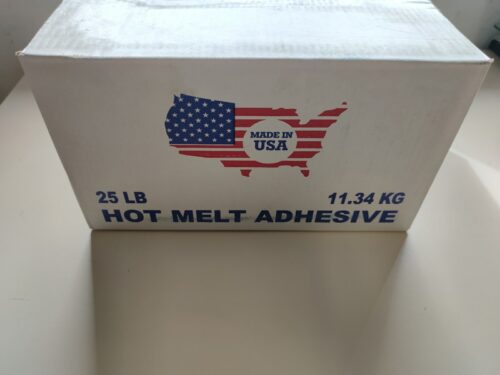 MADE IN
USA
25 LB
11.34 KG
HOT MELT ADHESIVE